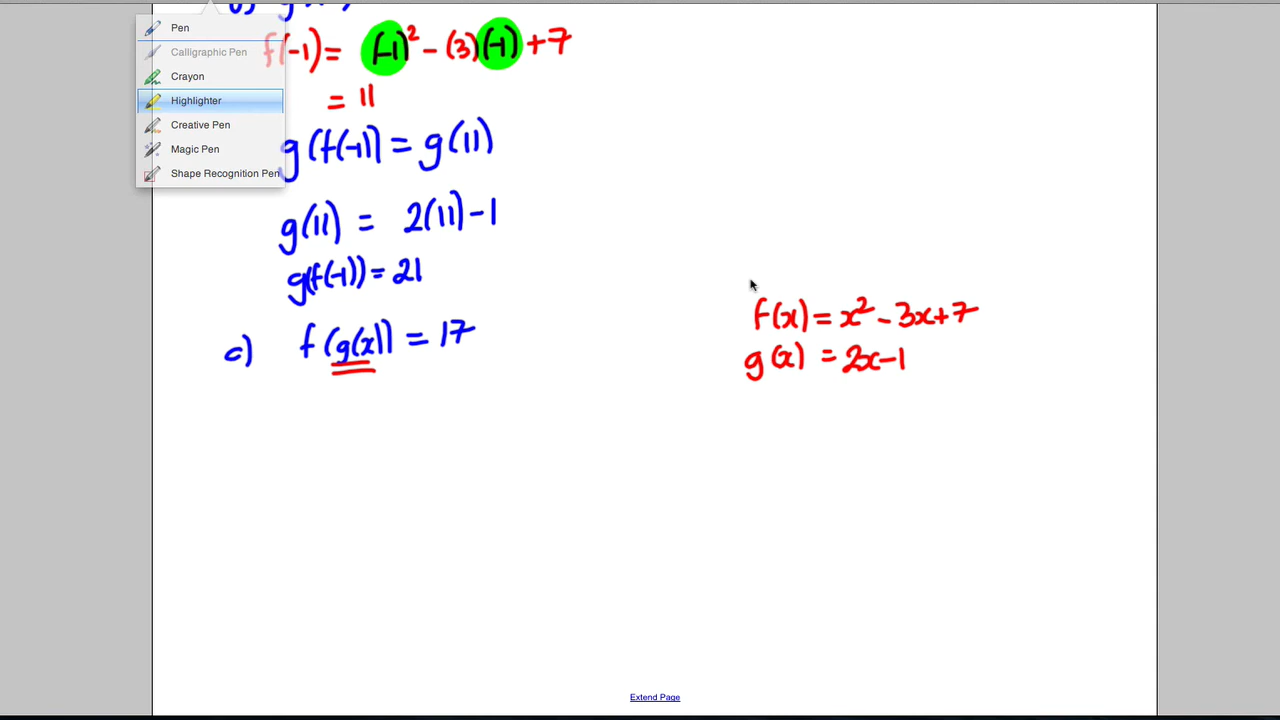 Pen
Calligraphic Pen
Crayon
Highlighter
Creative Pen
Magic Pen
Shape Recognition Pen
f(-1) = (-1)² - (3)(-1) + 7
= 11
g(f(-1)) = g(11)
g(11) = 2(11) - 1
g(f(-1)) = 21
c) f(g(x)) = 17
f(x) = x² - 3x + 7
g(x) = 2x - 1
Extend Page